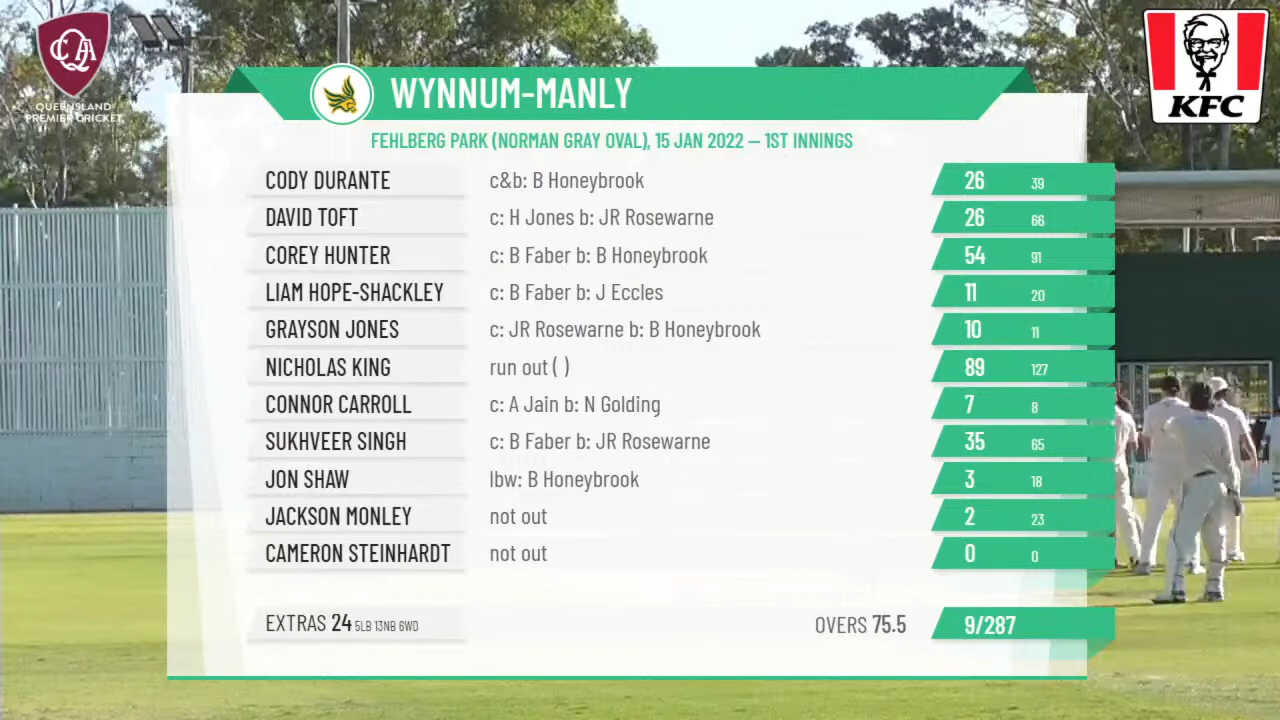 QUEENSLAND
PREMIER CRICKET
KFC
WYNNUM-MANLY
FEHLBERG PARK (NORMAN GRAY OVAL), 15 JAN 2022 – 1ST INNINGS
CODY DURANTE c&b: B Honeybrook 26 39
DAVID TOFT c: H Jones b: JR Rosewarne 26 66
COREY HUNTER c: B Faber b: B Honeybrook 54 91
LIAM HOPE-SHACKLEY c: B Faber b: J Eccles 11 20
GRAYSON JONES c: JR Rosewarne b: B Honeybrook 10 11
NICHOLAS KING run out ( ) 89 127
CONNOR CARROLL c: A Jain b: N Golding 7 8
SUKHVEER SINGH c: B Faber b: JR Rosewarne 35 65
JON SHAW lbw: B Honeybrook 3 18
JACKSON MONLEY not out 2 23
CAMERON STEINHARDT not out 0 0
EXTRAS 24 5LB 13NB 6WD OVERS 75.5 9/287